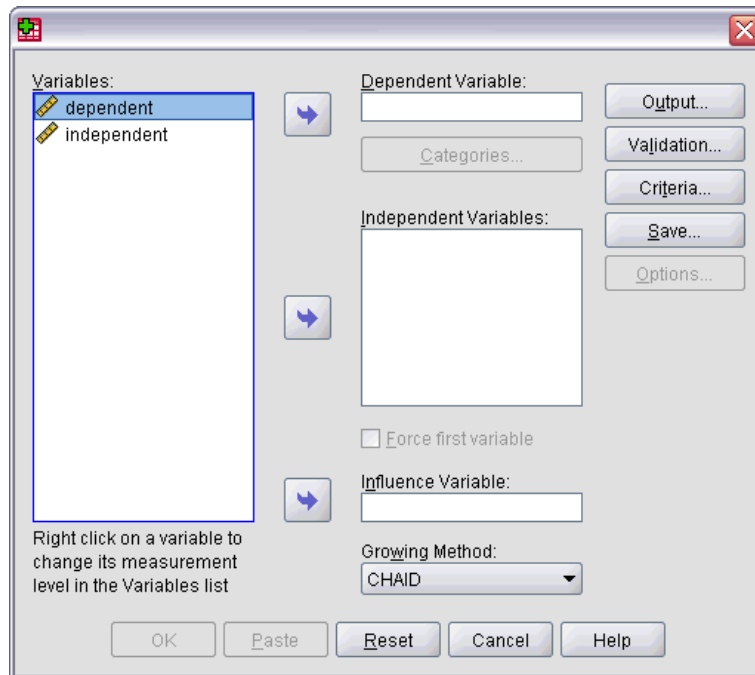 Variables:
dependent
independent
Right click on a variable to
change its measurement
level in the Variables list
Dependent Variable:
Categories...
Independent Variables:
Force first variable
Influence Variable:
Growing Method:
CHAID
Output...
Validation...
Criteria...
Save...
Options...
OK
Paste
Reset
Cancel
Help